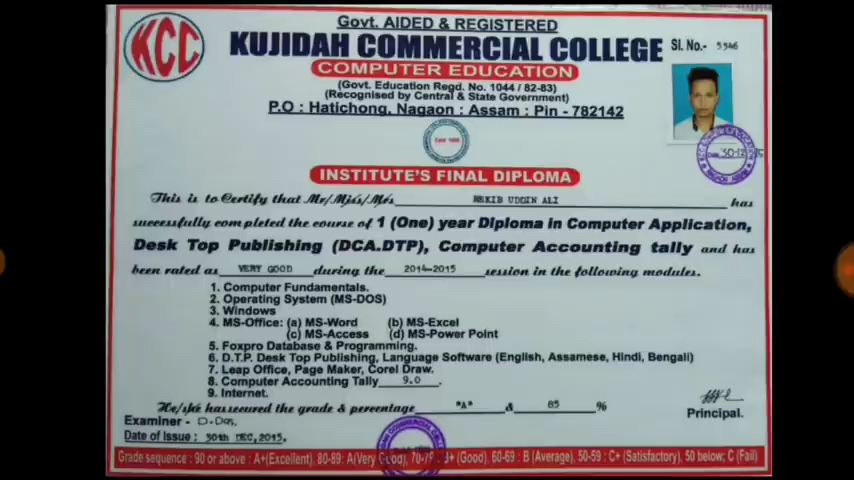 KCC
Govt. AIDED & REGISTERED
KUJIDAH COMMERCIAL COLLEGE
Sl. No.- 5546
COMPUTER EDUCATION
(Govt. Education Regd. No. 1044 / 82-83)
(Recognised by Central & State Government)
P.O : Hatichong, Nagaon : Assam : Pin - 782142
30-12-15
INSTITUTE'S FINAL DIPLOMA
This is to Certify that Mr/Miss/Mrs REKIB UDDIN ALI has
successfully completed the course of 1 (One) year Diploma in Computer Application,
Desk Top Publishing (DCA.DTP), Computer Accounting tally and has
been rated as VERY GOOD during the 2014-2015 session in the following modules.
1. Computer Fundamentals.
2. Operating System (MS-DOS)
3. Windows
4. MS-Office: (a) MS-Word (b) MS-Excel
(c) MS-Access (d) MS-Power Point
5. Foxpro Database & Programming.
6. D.T.P. Desk Top Publishing, Language Software (English, Assamese, Hindi, Bengali)
7. Leap Office, Page Maker, Corel Draw.
8. Computer Accounting Tally 9.0.
9. Internet.
He/she has secured the grade & percentage "A" & 85 %
Examiner - D. Das,
Principal.
Date of Issue : 30th DEC, 2015.
Grade sequence : 90 or above : A+(Excellent). 80-89: A(Very Good), 70-79 B+ (Good), 60-69 : B (Average), 50-59 : C+ (Satisfactory), 50 below; C (Fail)